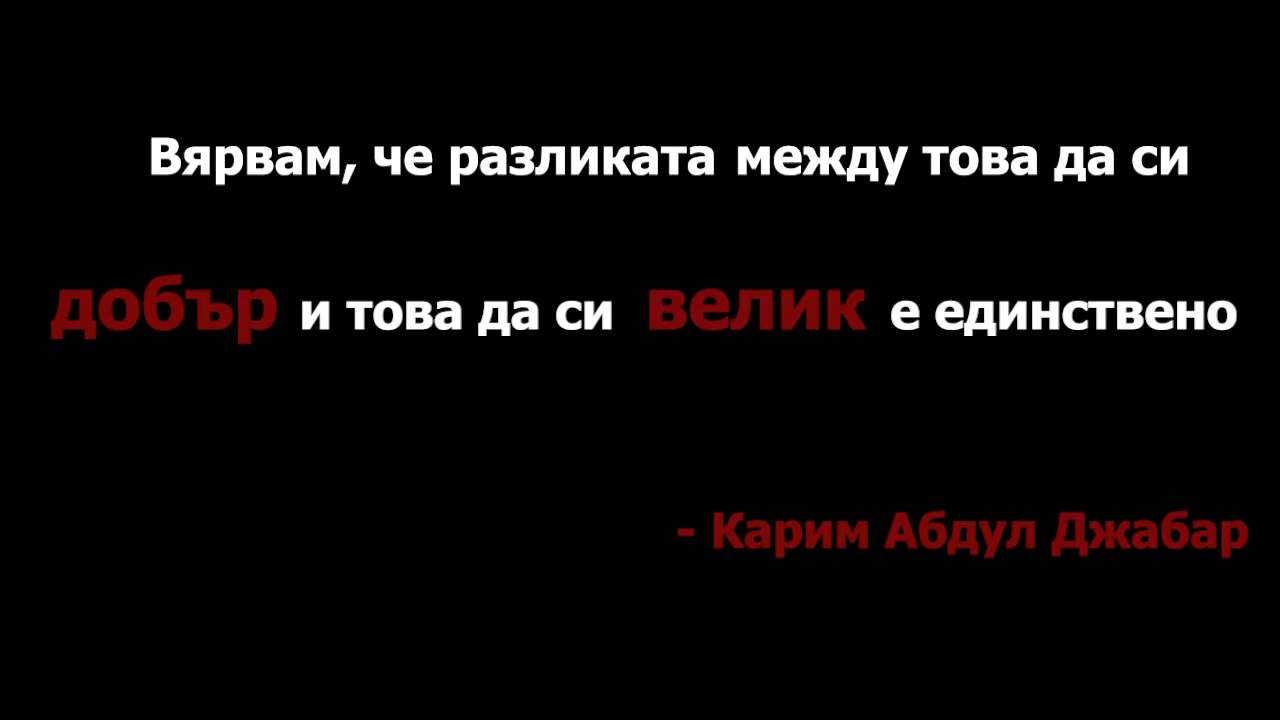 Вярвам, че разликата между това да си
добър и това да си велик е единствено
- Карим Абдул Джабар